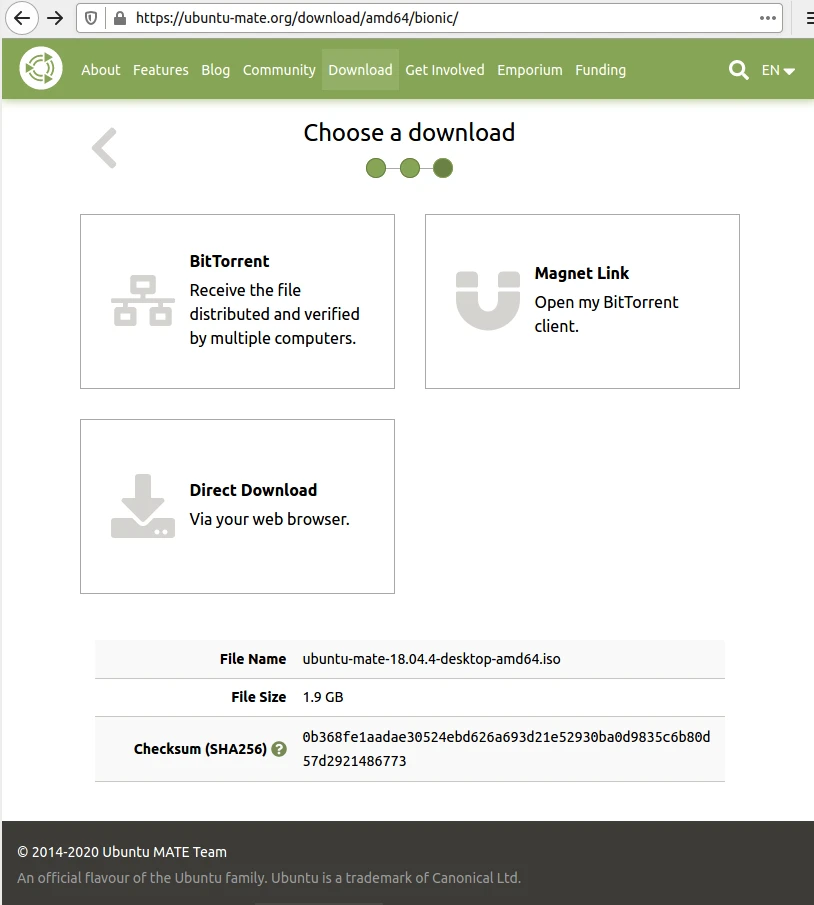 https://ubuntu-mate.org/download/amd64/bionic/
About Features Blog Community Download Get Involved Emporium Funding EN
Choose a download
BitTorrent
Receive the file
distributed and verified
by multiple computers.
Magnet Link
Open my BitTorrent
client.
Direct Download
Via your web browser.
File Name ubuntu-mate-18.04.4-desktop-amd64.iso
File Size 1.9 GB
Checksum (SHA256) ? 0b368fe1aadae30524ebd626a693d21e52930ba0d9835c6b80d
57d2921486773
© 2014-2020 Ubuntu MATE Team
An official flavour of the Ubuntu family. Ubuntu is a trademark of Canonical Ltd.